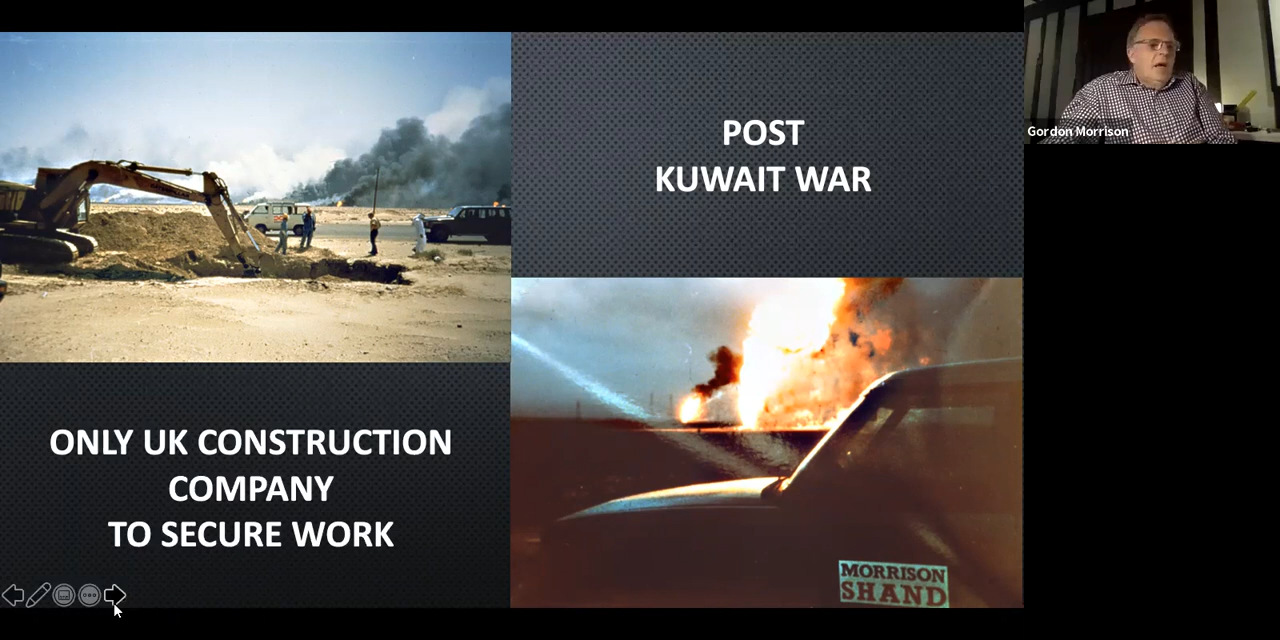 POST
KUWAIT WAR
Gordon Morrison
ONLY UK CONSTRUCTION
COMPANY
TO SECURE WORK
MORRISON
SHAND